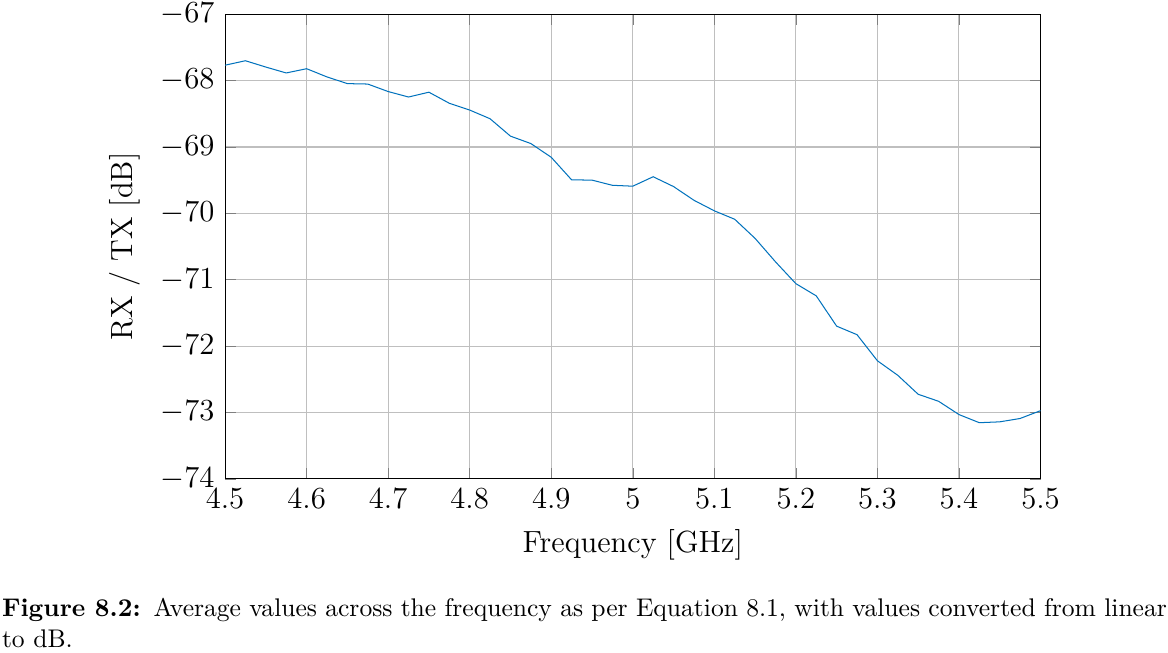 −67
−68
−69
−70
−71
−72
−73
−74
RX / TX [dB]
4.5 4.6 4.7 4.8 4.9 5 5.1 5.2 5.3 5.4 5.5
Frequency [GHz]
Figure 8.2: Average values across the frequency as per Equation 8.1, with values converted from linear
to dB.